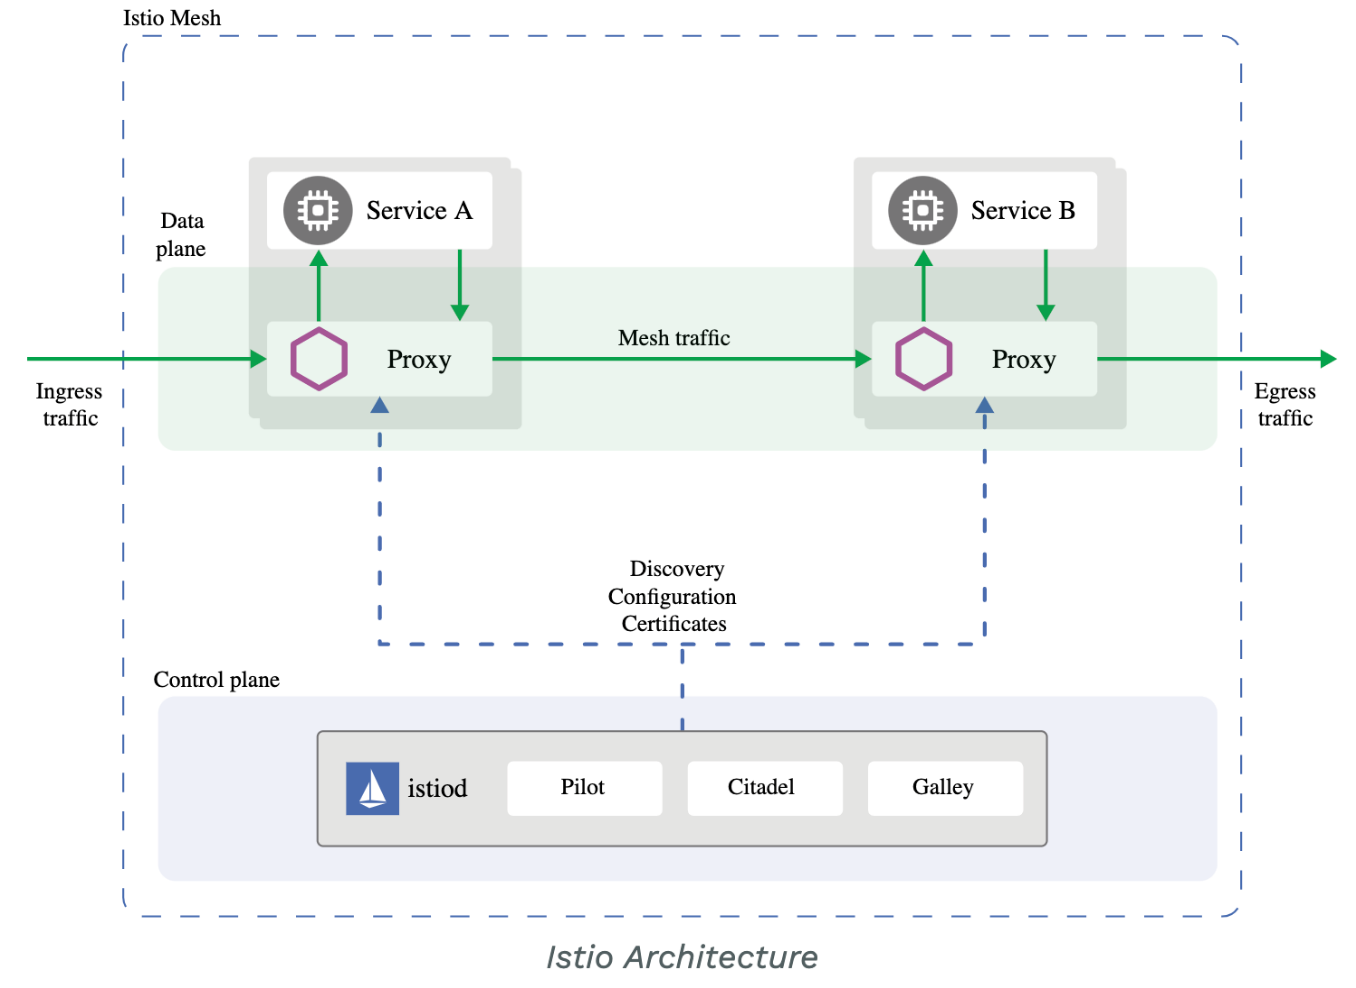 Istio Mesh
Data
plane
Service A
Service B
Proxy
Mesh traffic
Proxy
Ingress
traffic
Egress
traffic
Discovery
Configuration
Certificates
Control plane
istiod
Pilot
Citadel
Galley
Istio Architecture